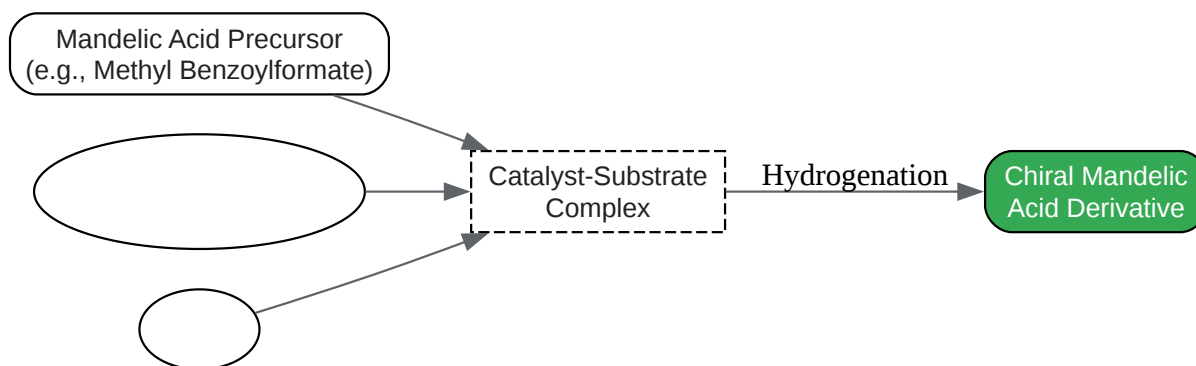 Mandelic Acid Precursor
(e.g., Methyl Benzoylformate)
Catalyst-Substrate
Complex
Hydrogenation
Chiral Mandelic
Acid Derivative